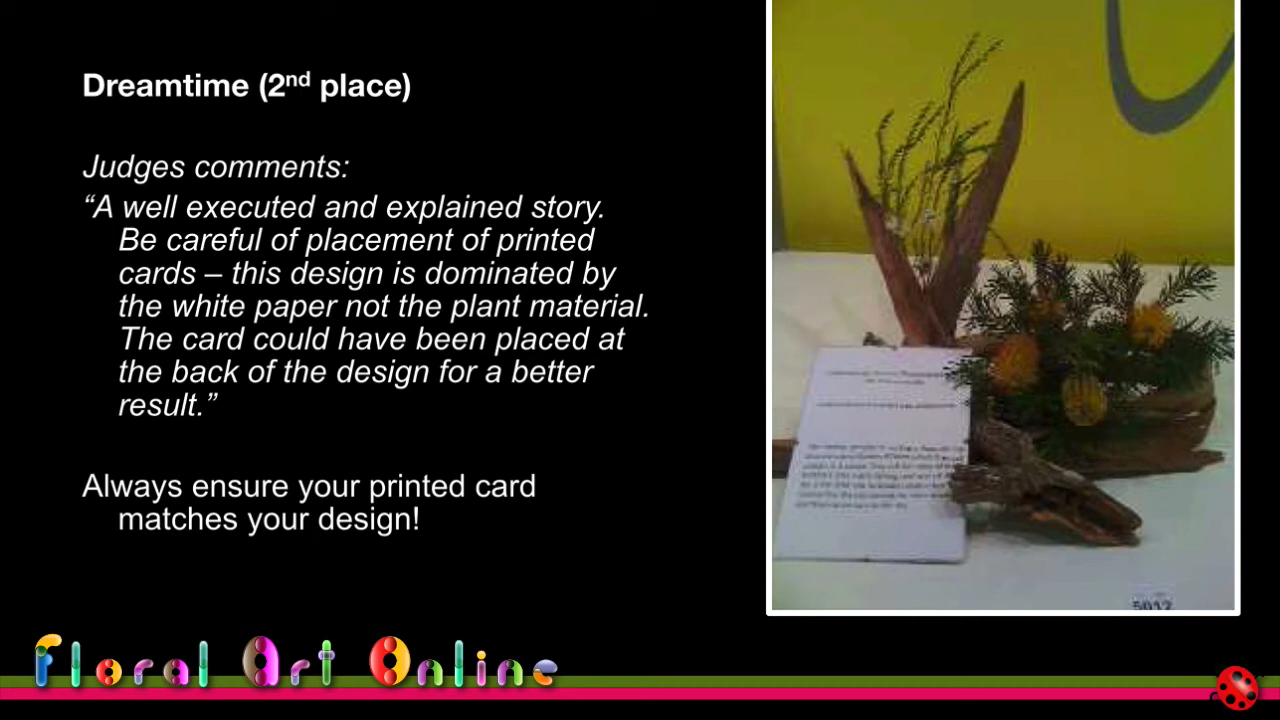 Dreamtime (2nd place)
Judges comments:
“A well executed and explained story.
Be careful of placement of printed
cards – this design is dominated by
the white paper not the plant material.
The card could have been placed at
the back of the design for a better
result.”
Always ensure your printed card
matches your design!
Floral Art Online